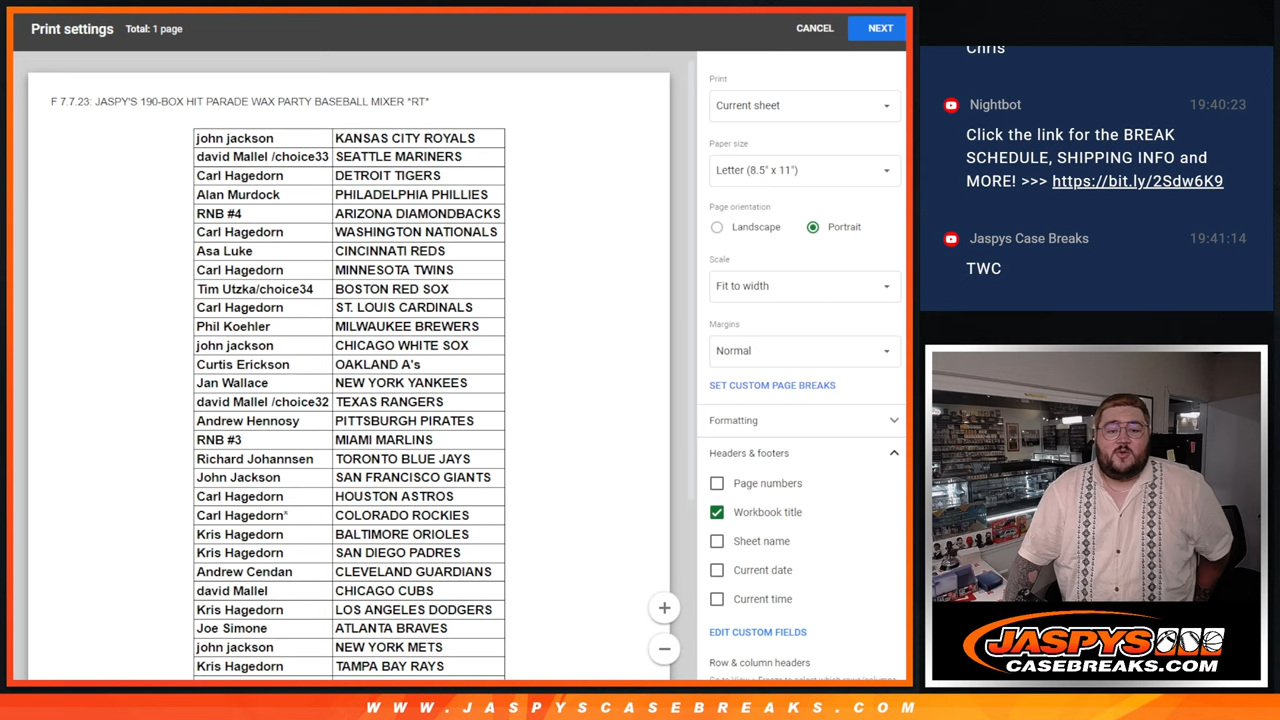 Print settings
Total: 1 page
CANCEL
NEXT
F 7.7.23: JASPY'S 190-BOX HIT PARADE WAX PARTY BASEBALL MIXER *RT*
john jackson KANSAS CITY ROYALS
david Mallel /choice33 SEATTLE MARINERS
Carl Hagedorn DETROIT TIGERS
Alan Murdock PHILADELPHIA PHILLIES
RNB #4 ARIZONA DIAMONDBACKS
Carl Hagedorn WASHINGTON NATIONALS
Asa Luke CINCINNATI REDS
Carl Hagedorn MINNESOTA TWINS
Tim Utzka/choice34 BOSTON RED SOX
Carl Hagedorn ST. LOUIS CARDINALS
Phil Koehler MILWAUKEE BREWERS
john jackson CHICAGO WHITE SOX
Curtis Erickson OAKLAND A's
Jan Wallace NEW YORK YANKEES
david Mallel /choice32 TEXAS RANGERS
Andrew Hennosy PITTSBURGH PIRATES
RNB #3 MIAMI MARLINS
Richard Johannsen TORONTO BLUE JAYS
John Jackson SAN FRANCISCO GIANTS
Carl Hagedorn HOUSTON ASTROS
Carl Hagedorn* COLORADO ROCKIES
Kris Hagedorn BALTIMORE ORIOLES
Kris Hagedorn SAN DIEGO PADRES
Andrew Cendan CLEVELAND GUARDIANS
david Mallel CHICAGO CUBS
Kris Hagedorn LOS ANGELES DODGERS
Joe Simone ATLANTA BRAVES
john jackson NEW YORK METS
Kris Hagedorn TAMPA BAY RAYS
Print
Current sheet
Paper size
Letter (8.5" x 11")
Page orientation
Landscape
Portrait
Scale
Fit to width
Margins
Normal
SET CUSTOM PAGE BREAKS
Formatting
Headers & footers
Page numbers
Workbook title
Sheet name
Current date
Current time
EDIT CUSTOM FIELDS
Row & column headers
Chris
Nightbot 19:40:23
Click the link for the BREAK
SCHEDULE, SHIPPING INFO and
MORE! >>> https://bit.ly/2Sdw6K9
Jaspys Case Breaks 19:41:14
TWC
JASPYS
CASEBREAKS.COM
WWW.JASPYSCASEBREAKS.COM